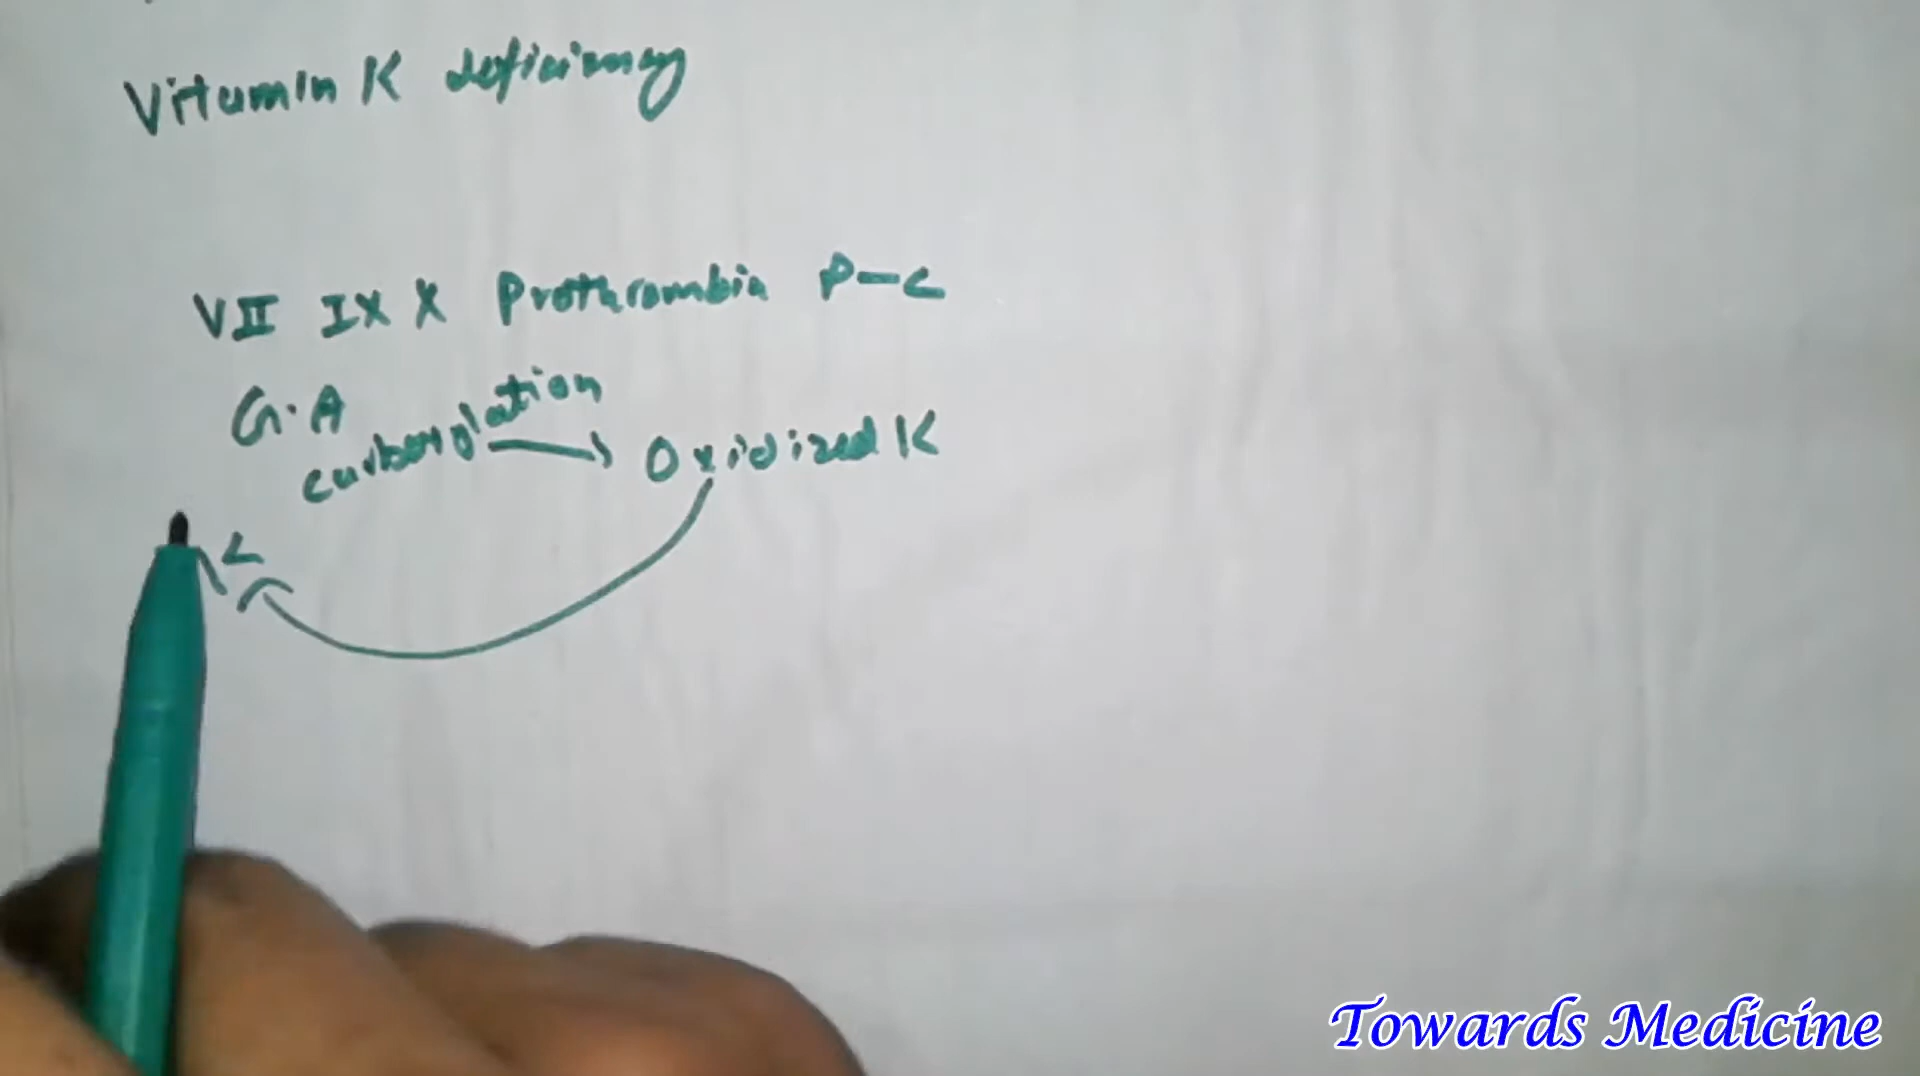 Vitamin K deficiency
VII IX X Prothrombin P-C
G.A
carboxylation → Oxidized K
Towards Medicine